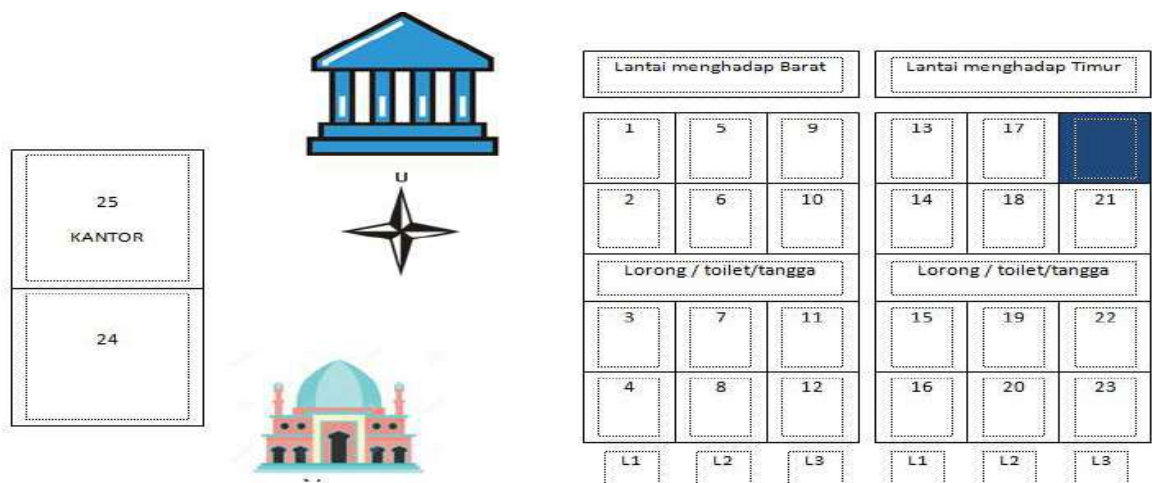 Lantai menghadap Barat
Lantai menghadap Timur
1 5 9
13 17
2 6 10
14 18 21
Lorong / toilet/tangga
Lorong / toilet/tangga
3 7 11
15 19 22
4 8 12
16 20 23
L1 L2 L3
L1 L2 L3
25
KANTOR
24
U